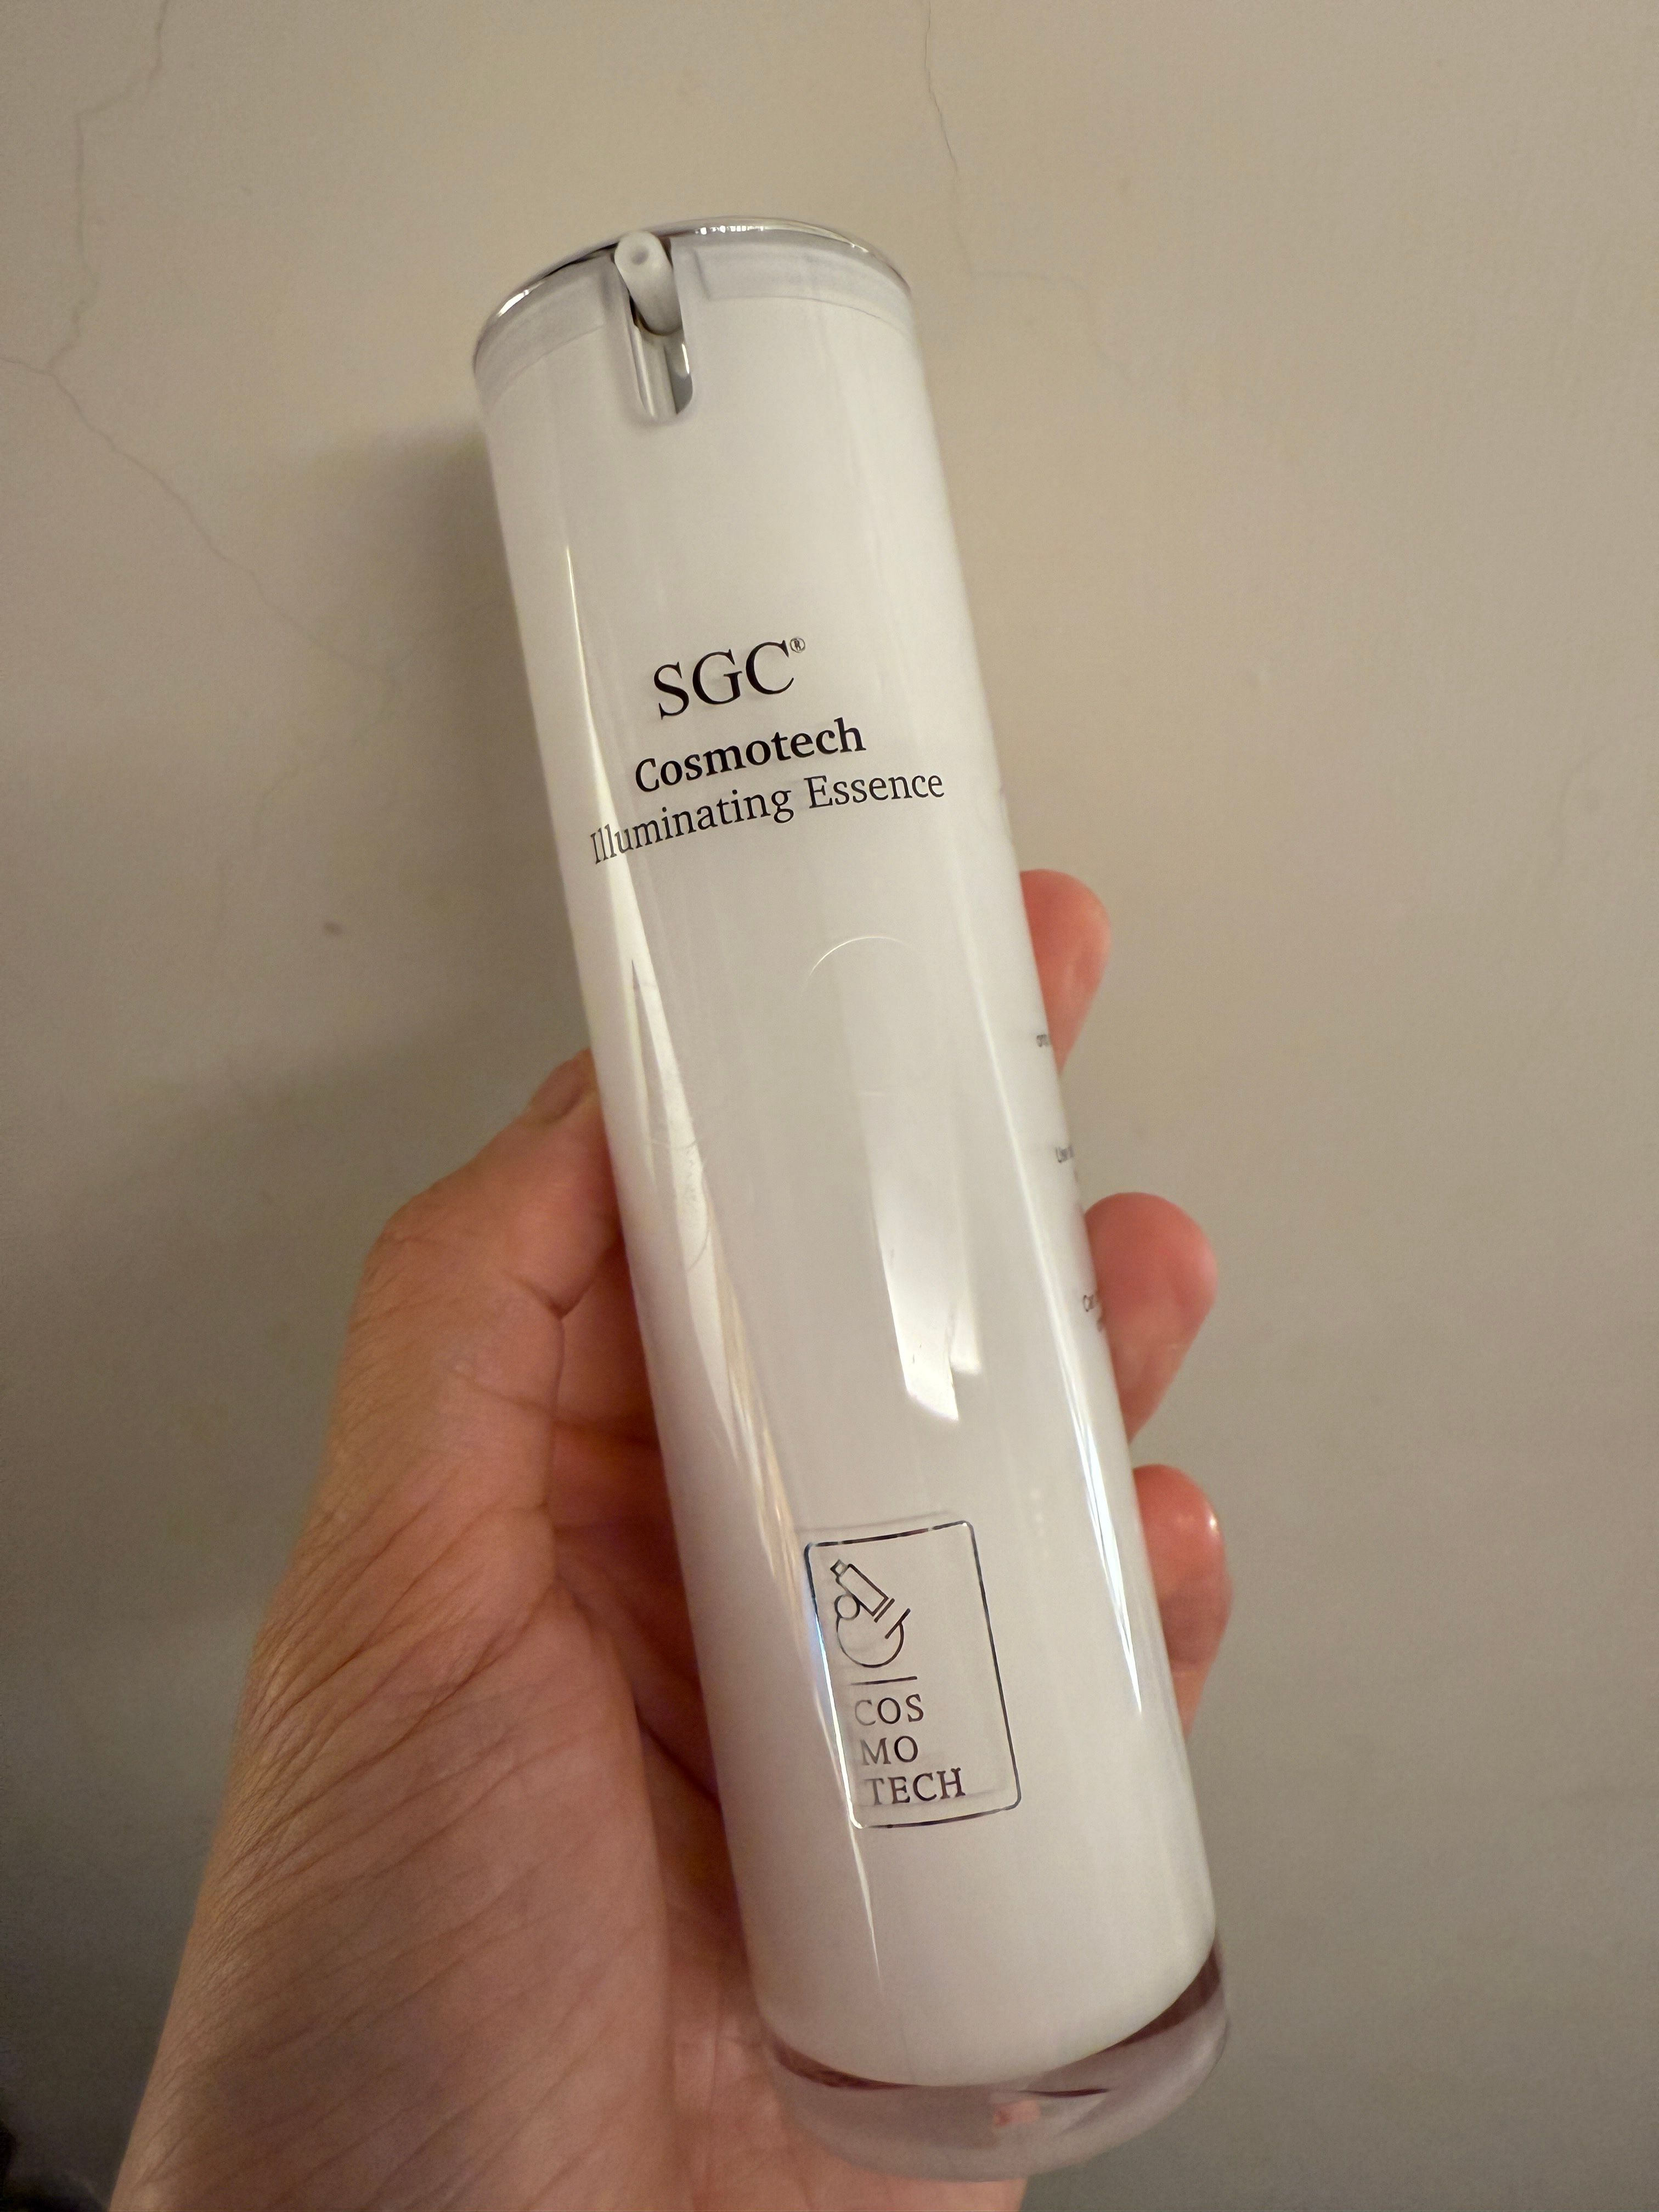 SGC®
Cosmotech
Illuminating Essence
COS
MO
TECH